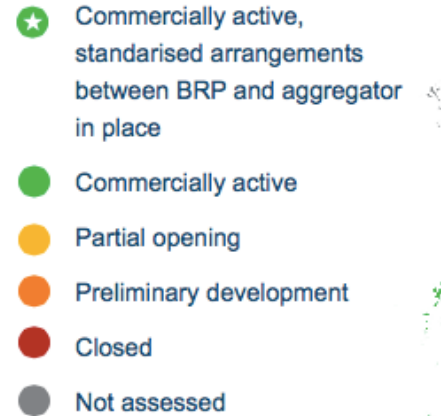 Commercially active,
standarised arrangements
between BRP and aggregator
in place
Commercially active
Partial opening
Preliminary development
Closed
Not assessed